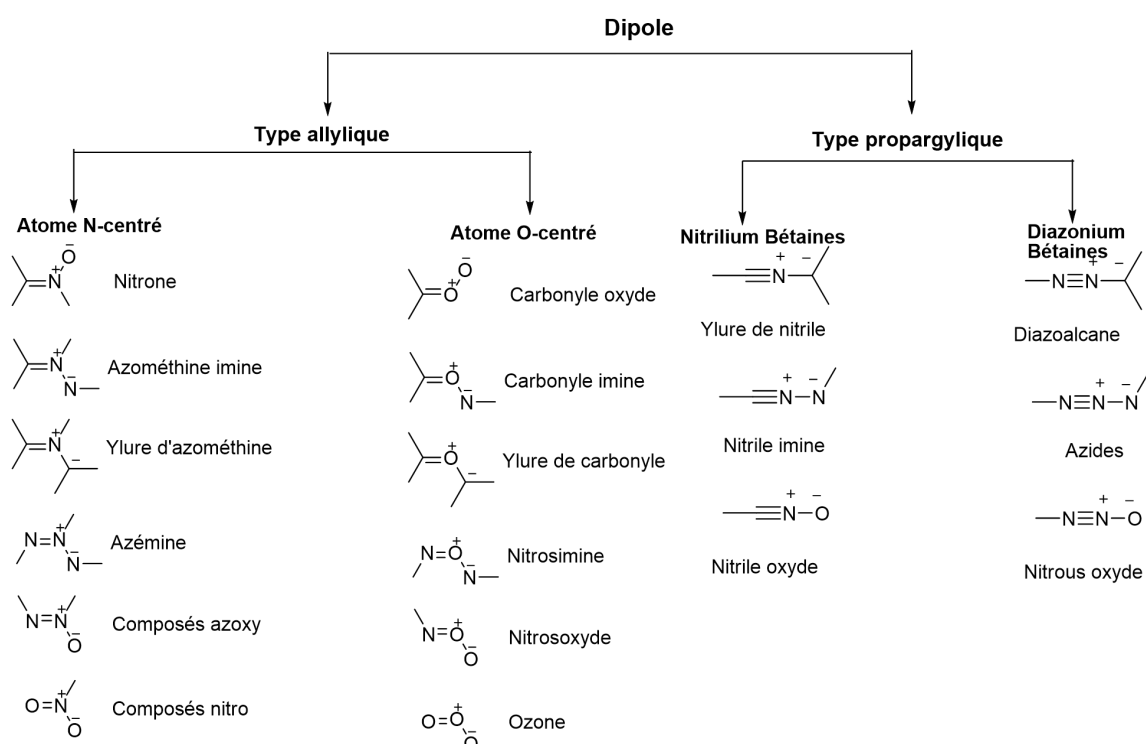 Dipole
Type allylique
Type propargylique
Atome N-centré
Atome O-centré
Nitrilium Bétaines
Diazonium
Bétaines
O
−
N
+
Nitrone
O
−
O
+
Carbonyle oxyde
≡N
+ −
Ylure de nitrile
N≡N
+ −
Diazoalcane
N
+
N
−
Azométhine imine
O
+
N
−
Carbonyle imine
≡N−N
+ −
Nitrile imine
N≡N−N
+ −
Azides
N
+
−
Ylure d'azométhine
O
+
−
Ylure de carbonyle
≡N−O
+ −
Nitrile oxyde
N≡N−O
+ −
Nitrous oxyde
N=N
+
N
−
Azémine
N=O
+
N
−
Nitrosimine
N=N
+
O
−
Composés azoxy
N=O
+
O
−
Nitrosoxyde
O=N
+
O
−
Composés nitro
O=O
+
O
−
Ozone